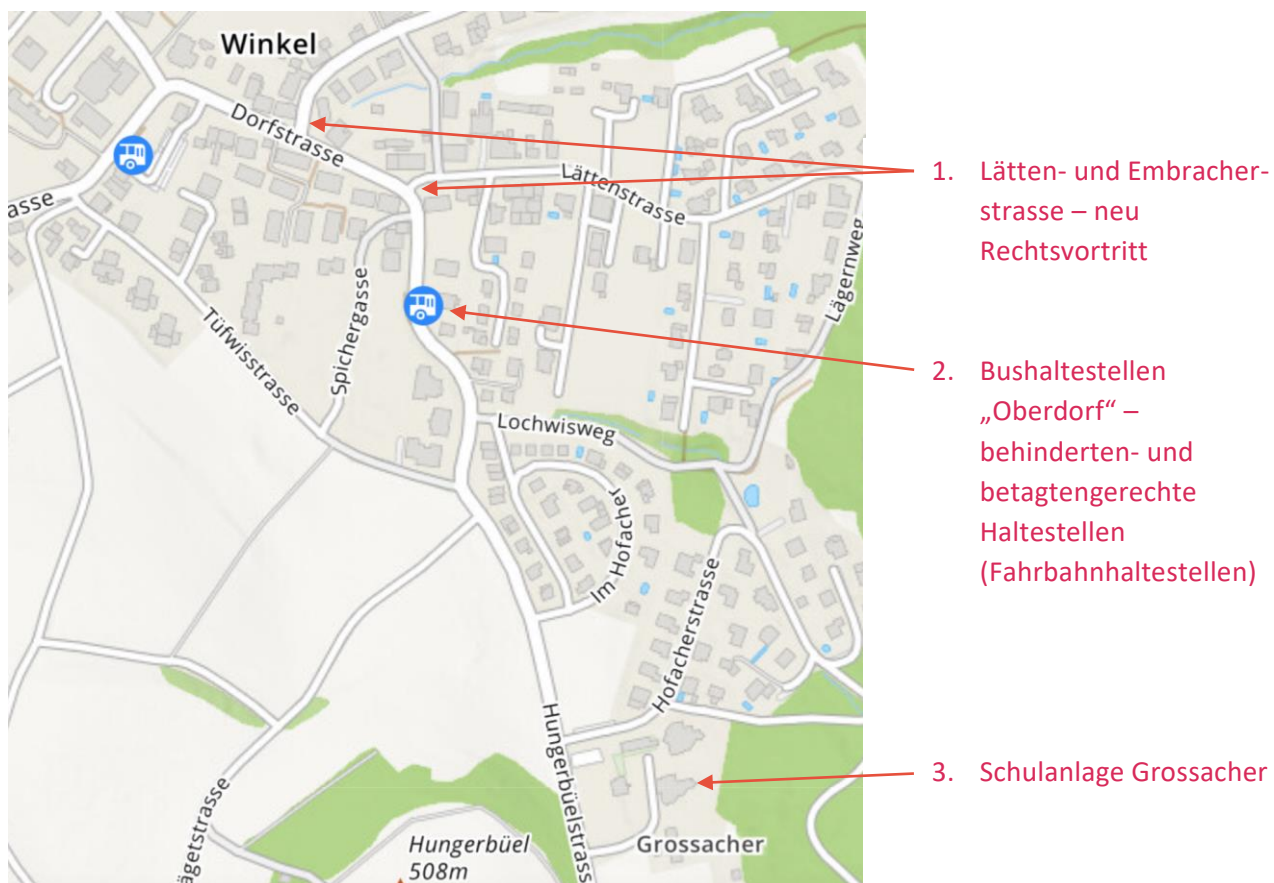 Winkel
Dorfstrasse
Lättenstrasse
asse
Tüfwisstrasse
Spichergasse
Lägernweg
Lochwisweg
Im Hofacher
Hofacherstrasse
Hungerbüelstrass
ägetstrasse
Hungerbüel
508m
Grossacher
1. Lätten- und Embracher-
strasse – neu
Rechtsvortritt
2. Bushaltestellen
„Oberdorf“ –
behinderten- und
betagtengerechte
Haltestellen
(Fahrbahnhaltestellen)
3. Schulanlage Grossacher